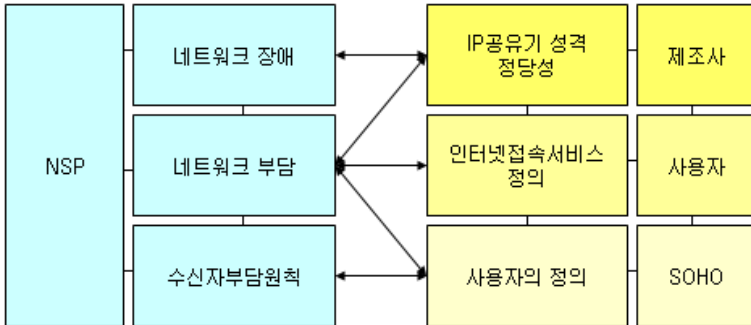 네트워크 장애
IP공유기 성격
정당성
제조사
NSP
네트워크 부담
인터넷접속서비스
정의
사용자
수신자부담원칙
사용자의 정의
SOHO